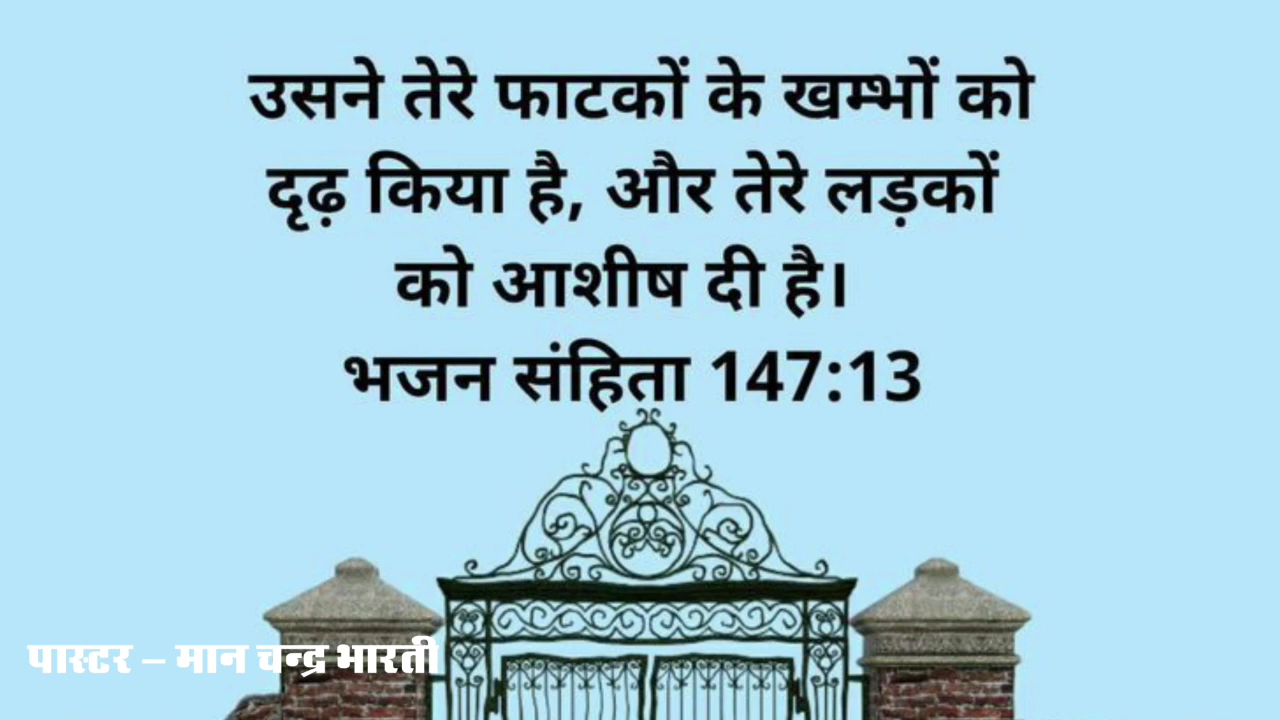 उसने तेरे फाटकों के खम्भों को
दृढ़ किया है, और तेरे लड़कों
को आशीष दी है।
भजन संहिता 147:13
पास्टर – मान चन्द्र भारती